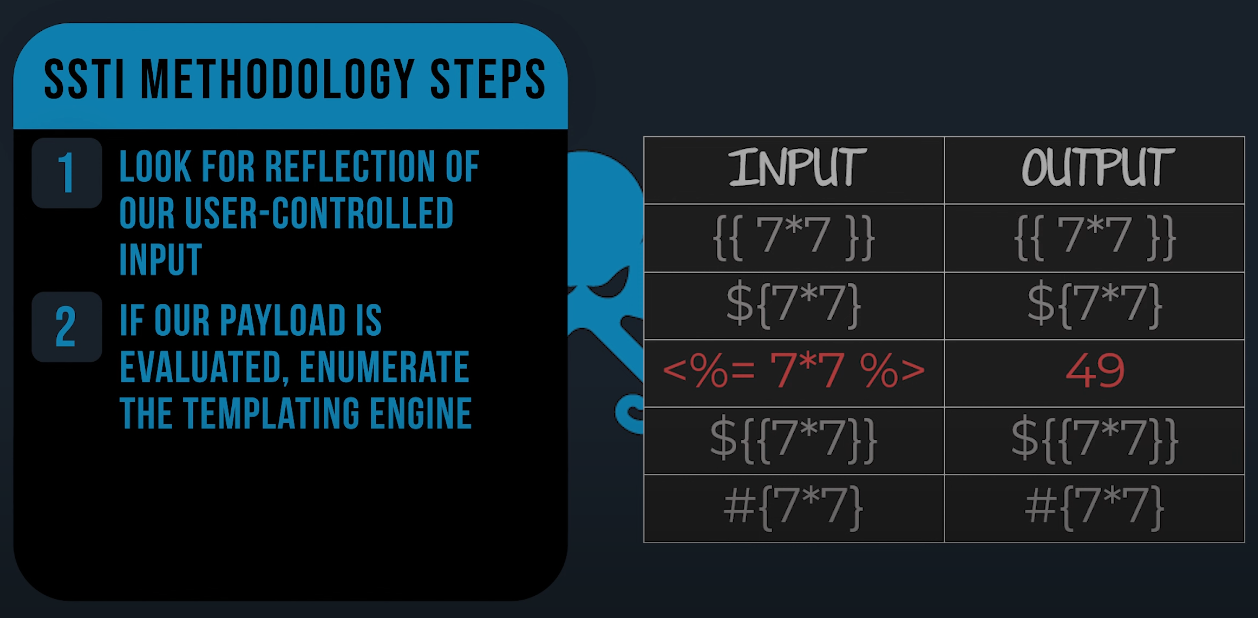 SSTI METHODOLOGY STEPS
1
LOOK FOR REFLECTION OF
OUR USER-CONTROLLED
INPUT
2
IF OUR PAYLOAD IS
EVALUATED, ENUMERATE
THE TEMPLATING ENGINE
INPUT OUTPUT
{{ 7*7 }} {{ 7*7 }}
${7*7} ${7*7}
<%= 7*7 %> 49
${{7*7}} ${{7*7}}
#{7*7} #{7*7}